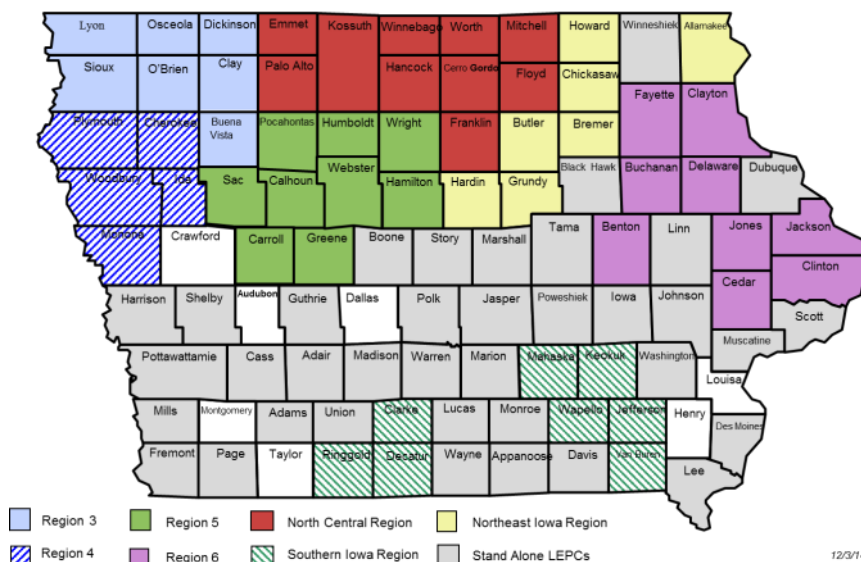 Lyon Osceola Dickinson Emmet Kossuth Winnebago Worth Mitchell Howard Winneshiek Allamakee
Sioux O'Brien Clay Palo Alto Hancock Cerro Gordo Floyd Chickasaw
Fayette Clayton
Plymouth Cherokee Buena Vista Pocahontas Humboldt Wright Franklin Butler Bremer
Woodbury Ida Sac Calhoun Webster Hamilton Hardin Grundy Black Hawk Buchanan Delaware Dubuque
Monona Crawford Carroll Greene Boone Story Marshall Tama Benton Linn Jones Jackson
Clinton
Harrison Shelby Audubon Guthrie Dallas Polk Jasper Poweshiek Iowa Johnson Cedar
Scott
Muscatine
Pottawattamie Cass Adair Madison Warren Marion Mahaska Keokuk Washington
Louisa
Mills Montgomery Adams Union Clarke Lucas Monroe Wapello Jefferson Henry Des Moines
Fremont Page Taylor Ringgold Decatur Wayne Appanoose Davis Van Buren Lee
Region 3 Region 5 North Central Region Northeast Iowa Region
Region 4 Region 6 Southern Iowa Region Stand Alone LEPCs